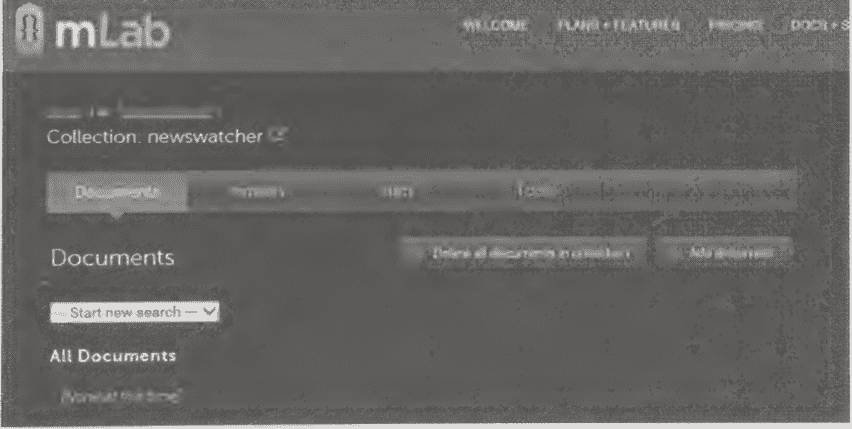 mLab WELCOME PLANS + FEATURES PRICING DOCS + S
Collection: newswatcher
Documents
Documents Delete all documents in collection Add document
-- Start new search --
All Documents